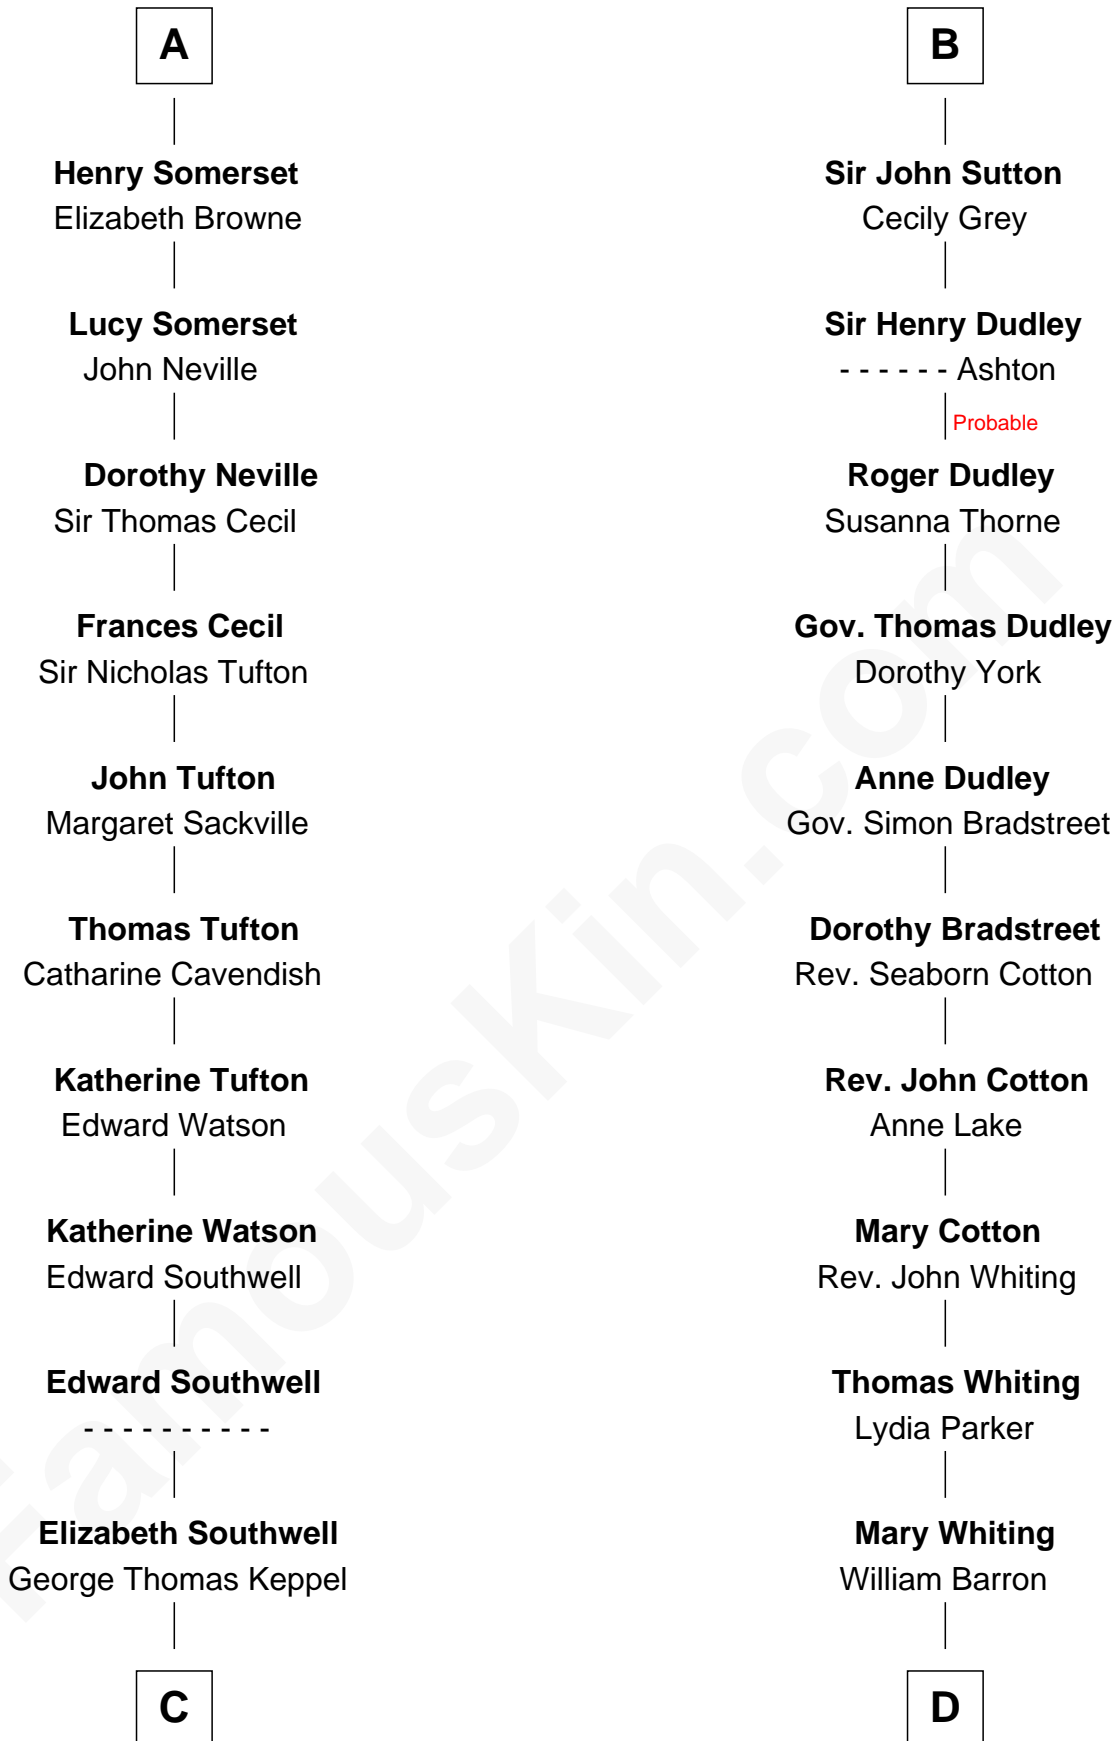 A
Henry Somerset
Elizabeth Browne
Lucy Somerset
John Neville
Dorothy Neville
Sir Thomas Cecil
Frances Cecil
Sir Nicholas Tufton
John Tufton
Margaret Sackville
Thomas Tufton
Catharine Cavendish
Katherine Tufton
Edward Watson
Katherine Watson
Edward Southwell
Edward Southwell
- - - - - - - - - -
Elizabeth Southwell
George Thomas Keppel
C
B
Sir John Sutton
Cecily Grey
Sir Henry Dudley
- - - - - - Ashton
Probable
Roger Dudley
Susanna Thorne
Gov. Thomas Dudley
Dorothy York
Anne Dudley
Gov. Simon Bradstreet
Dorothy Bradstreet
Rev. Seaborn Cotton
Rev. John Cotton
Anne Lake
Mary Cotton
Rev. John Whiting
Thomas Whiting
Lydia Parker
Mary Whiting
William Barron
D
FamousKin.com